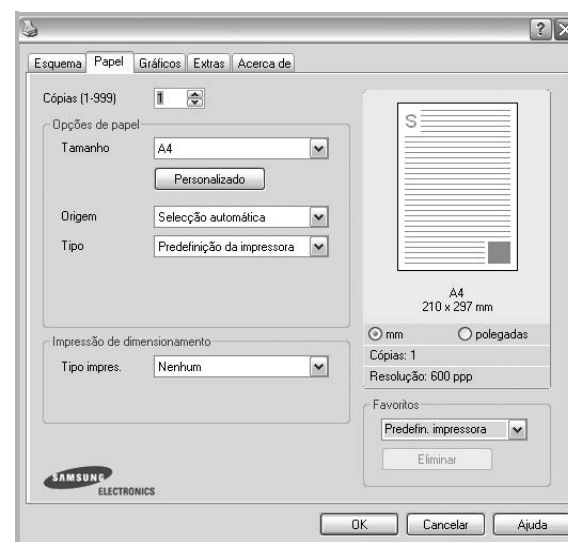 Esquema Papel Gráficos Extras Acerca de
Cópias (1-999) 1
Opções de papel
Tamanho A4
Personalizado
Origem Selecção automática
Tipo Predefinição da impressora
Impressão de dimensionamento
Tipo impres. Nenhum
SAMSUNG
ELECTRONICS
S
A4
210 x 297 mm
mm polegadas
Cópias: 1
Resolução: 600 ppp
Favoritos
Predefin. impressora
Eliminar
OK Cancelar Ajuda